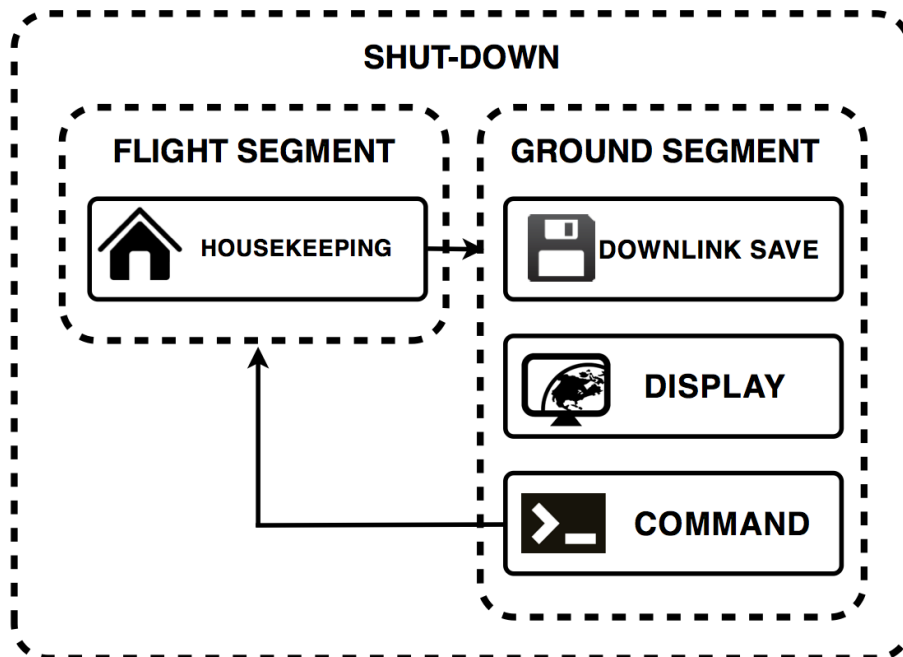 SHUT-DOWN
FLIGHT SEGMENT
HOUSEKEEPING
GROUND SEGMENT
DOWNLINK SAVE
DISPLAY
COMMAND